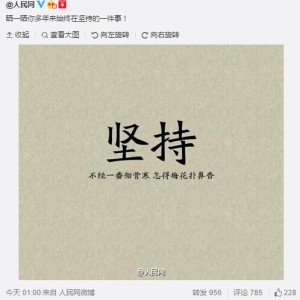 @人民网
晒一晒你多年来始终在坚持的一件事！
收起 查看大图 向左旋转 向右旋转
坚持
不经一番彻骨寒 怎得梅花扑鼻香
@人民网
今天 01:00 来自 人民网微博 转发 956 评论 785 228